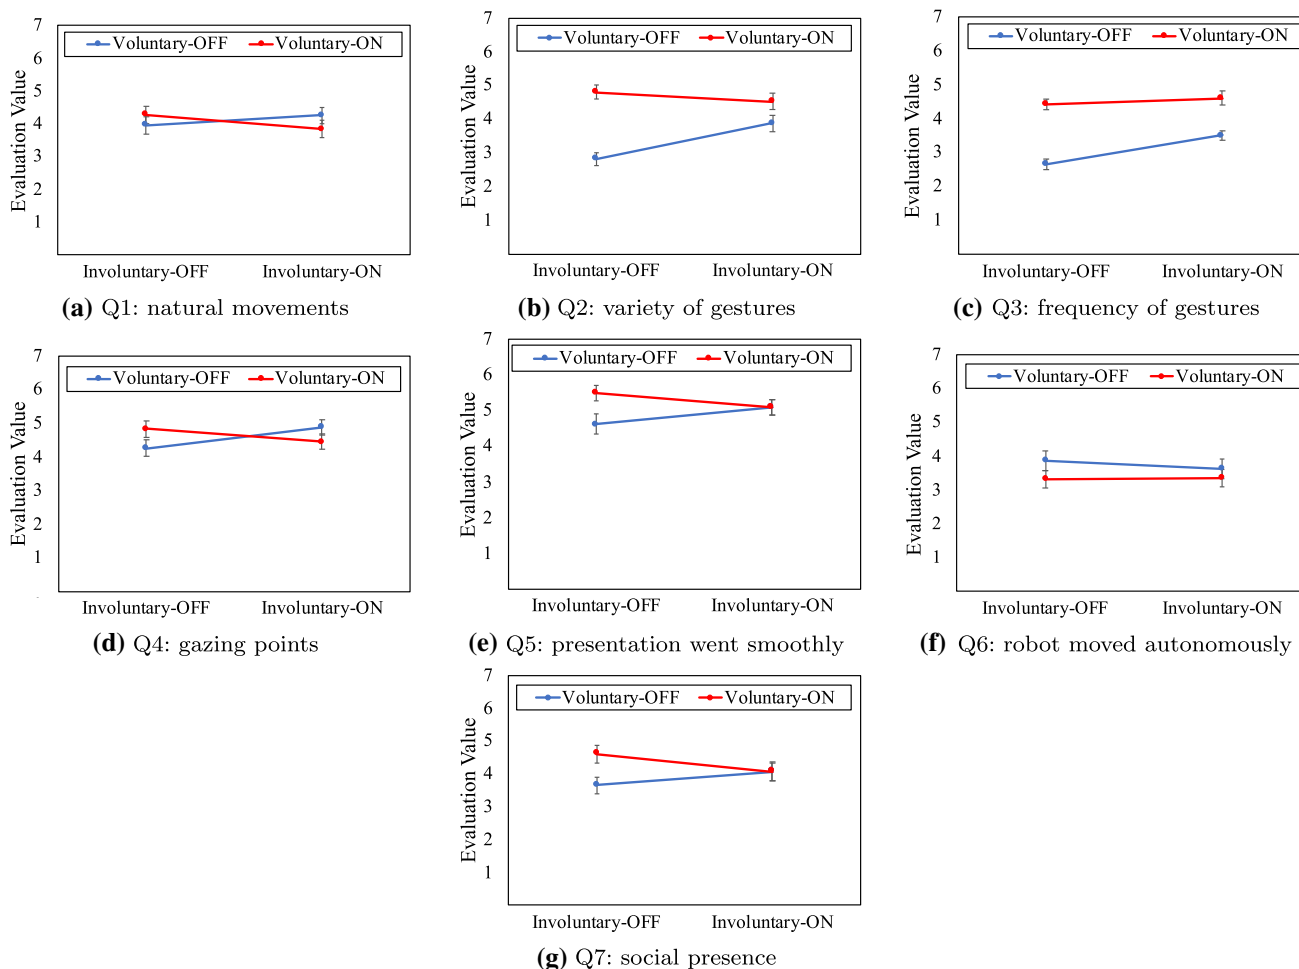 7
6
5
4
3
2
1
Evaluation Value
Voluntary-OFF Voluntary-ON
Involuntary-OFF Involuntary-ON
(a) Q1: natural movements
7
6
5
4
3
2
1
Evaluation Value
Voluntary-OFF Voluntary-ON
Involuntary-OFF Involuntary-ON
(b) Q2: variety of gestures
7
6
5
4
3
2
1
Evaluation Value
Voluntary-OFF Voluntary-ON
Involuntary-OFF Involuntary-ON
(c) Q3: frequency of gestures
7
6
5
4
3
2
1
Evaluation Value
Voluntary-OFF Voluntary-ON
Involuntary-OFF Involuntary-ON
(d) Q4: gazing points
7
6
5
4
3
2
1
Evaluation Value
Voluntary-OFF Voluntary-ON
Involuntary-OFF Involuntary-ON
(e) Q5: presentation went smoothly
7
6
5
4
3
2
1
Evaluation Value
Voluntary-OFF Voluntary-ON
Involuntary-OFF Involuntary-ON
(f) Q6: robot moved autonomously
7
6
5
4
3
2
1
Evaluation Value
Voluntary-OFF Voluntary-ON
Involuntary-OFF Involuntary-ON
(g) Q7: social presence